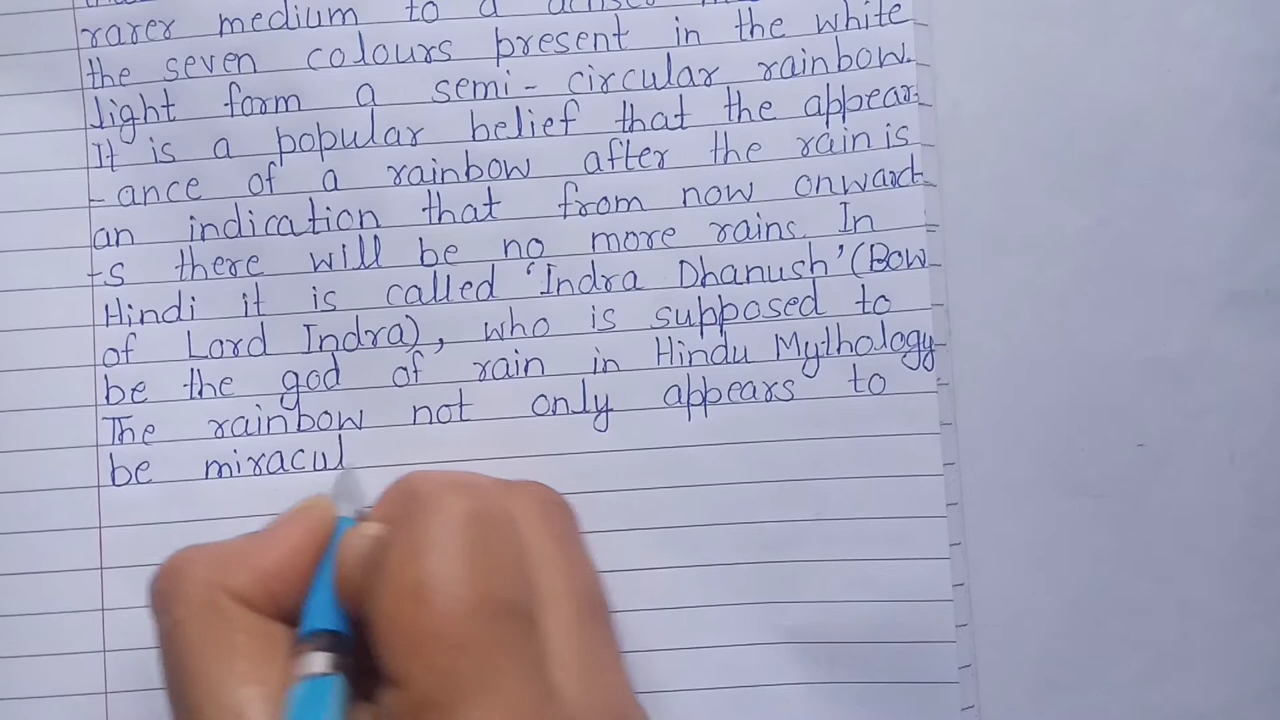 rarer medium to a
the seven colours present in the white
light form a semi-circular rainbow.
It is a popular belief that the appear
-ance of a rainbow after the rain is
an indication that from now onward
-s there will be no more rains. In
Hindi it is called 'Indra Dhanush' (Bow
of Lord Indra), who is supposed to
be the god of rain in Hindu Mythology
The rainbow not only appears to
be miracul